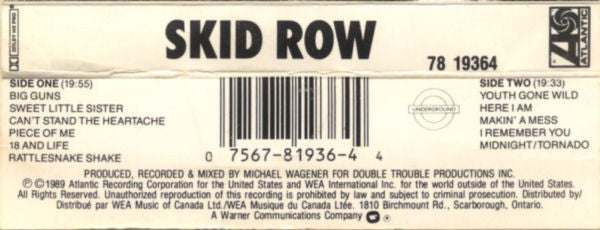 DOLBY HX PRO
SKID ROW
78 19364
ATLANTIC
SIDE ONE (19:55)
BIG GUNS
SWEET LITTLE SISTER
CAN'T STAND THE HEARTACHE
PIECE OF ME
18 AND LIFE
RATTLESNAKE SHAKE
0 7567-81936-4 4
UNDERGROUND
SIDE TWO (19:33)
YOUTH GONE WILD
HERE I AM
MAKIN' A MESS
I REMEMBER YOU
MIDNIGHT/TORNADO
PRODUCED, RECORDED & MIXED BY MICHAEL WAGENER FOR DOUBLE TROUBLE PRODUCTIONS INC.
℗©1989 Atlantic Recording Corporation for the United States and WEA International Inc. for the world outside of the United States.
All Rights Reserved. Unauthorized reproduction of this recording is prohibited by law and subject to criminal prosecution. Distributed by/
Distribué par WEA Music of Canada Ltd./WEA Musique du Canada Ltée. 1810 Birchmount Rd., Scarborough, Ontario.
A Warner Communications Company ®.